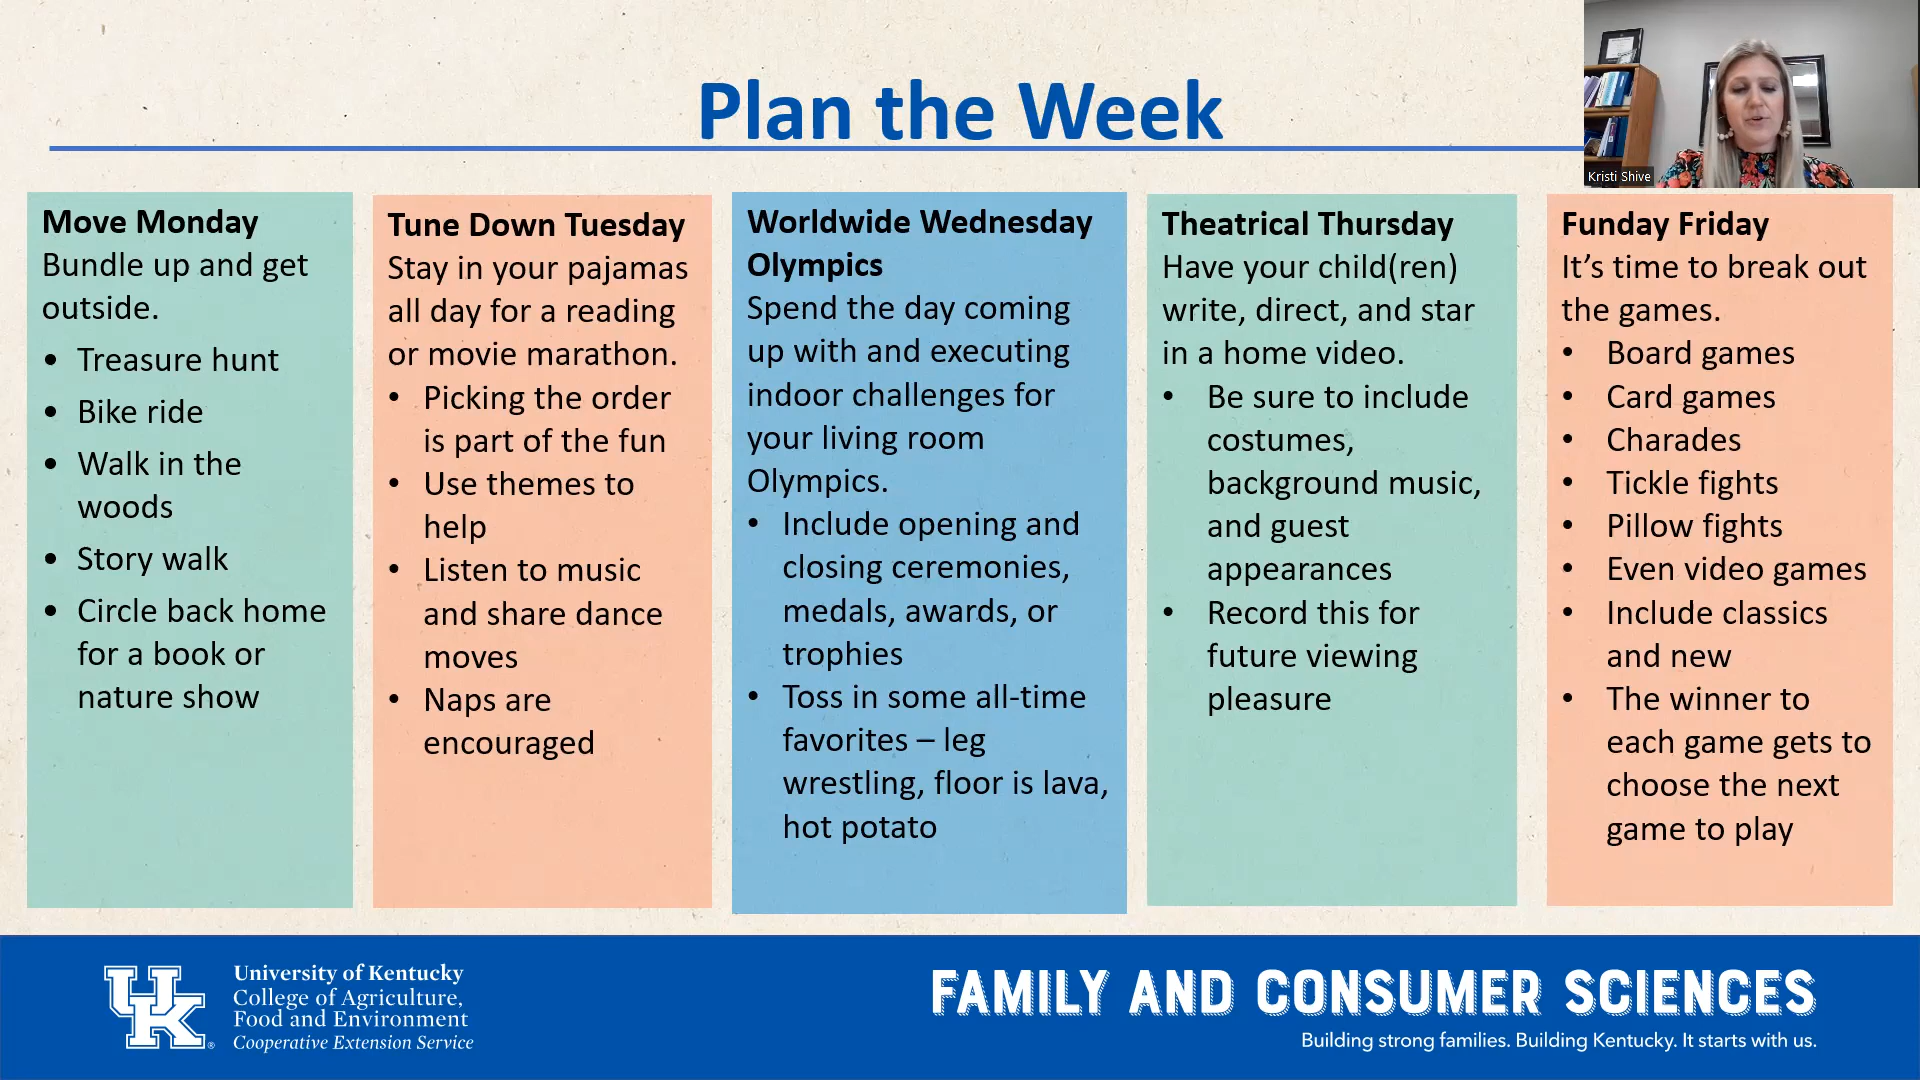 Plan the Week
Kristi Shive
Move Monday
Bundle up and get
outside.
• Treasure hunt
• Bike ride
• Walk in the
woods
• Story walk
• Circle back home
for a book or
nature show
Tune Down Tuesday
Stay in your pajamas
all day for a reading
or movie marathon.
• Picking the order
is part of the fun
• Use themes to
help
• Listen to music
and share dance
moves
• Naps are
encouraged
Worldwide Wednesday
Olympics
Spend the day coming
up with and executing
indoor challenges for
your living room
Olympics.
• Include opening and
closing ceremonies,
medals, awards, or
trophies
• Toss in some all-time
favorites – leg
wrestling, floor is lava,
hot potato
Theatrical Thursday
Have your child(ren)
write, direct, and star
in a home video.
• Be sure to include
costumes,
background music,
and guest
appearances
• Record this for
future viewing
pleasure
Funday Friday
It’s time to break out
the games.
• Board games
• Card games
• Charades
• Tickle fights
• Pillow fights
• Even video games
• Include classics
and new
• The winner to
each game gets to
choose the next
game to play
UK®
University of Kentucky
College of Agriculture,
Food and Environment
Cooperative Extension Service
FAMILY AND CONSUMER SCIENCES
Building strong families. Building Kentucky. It starts with us.